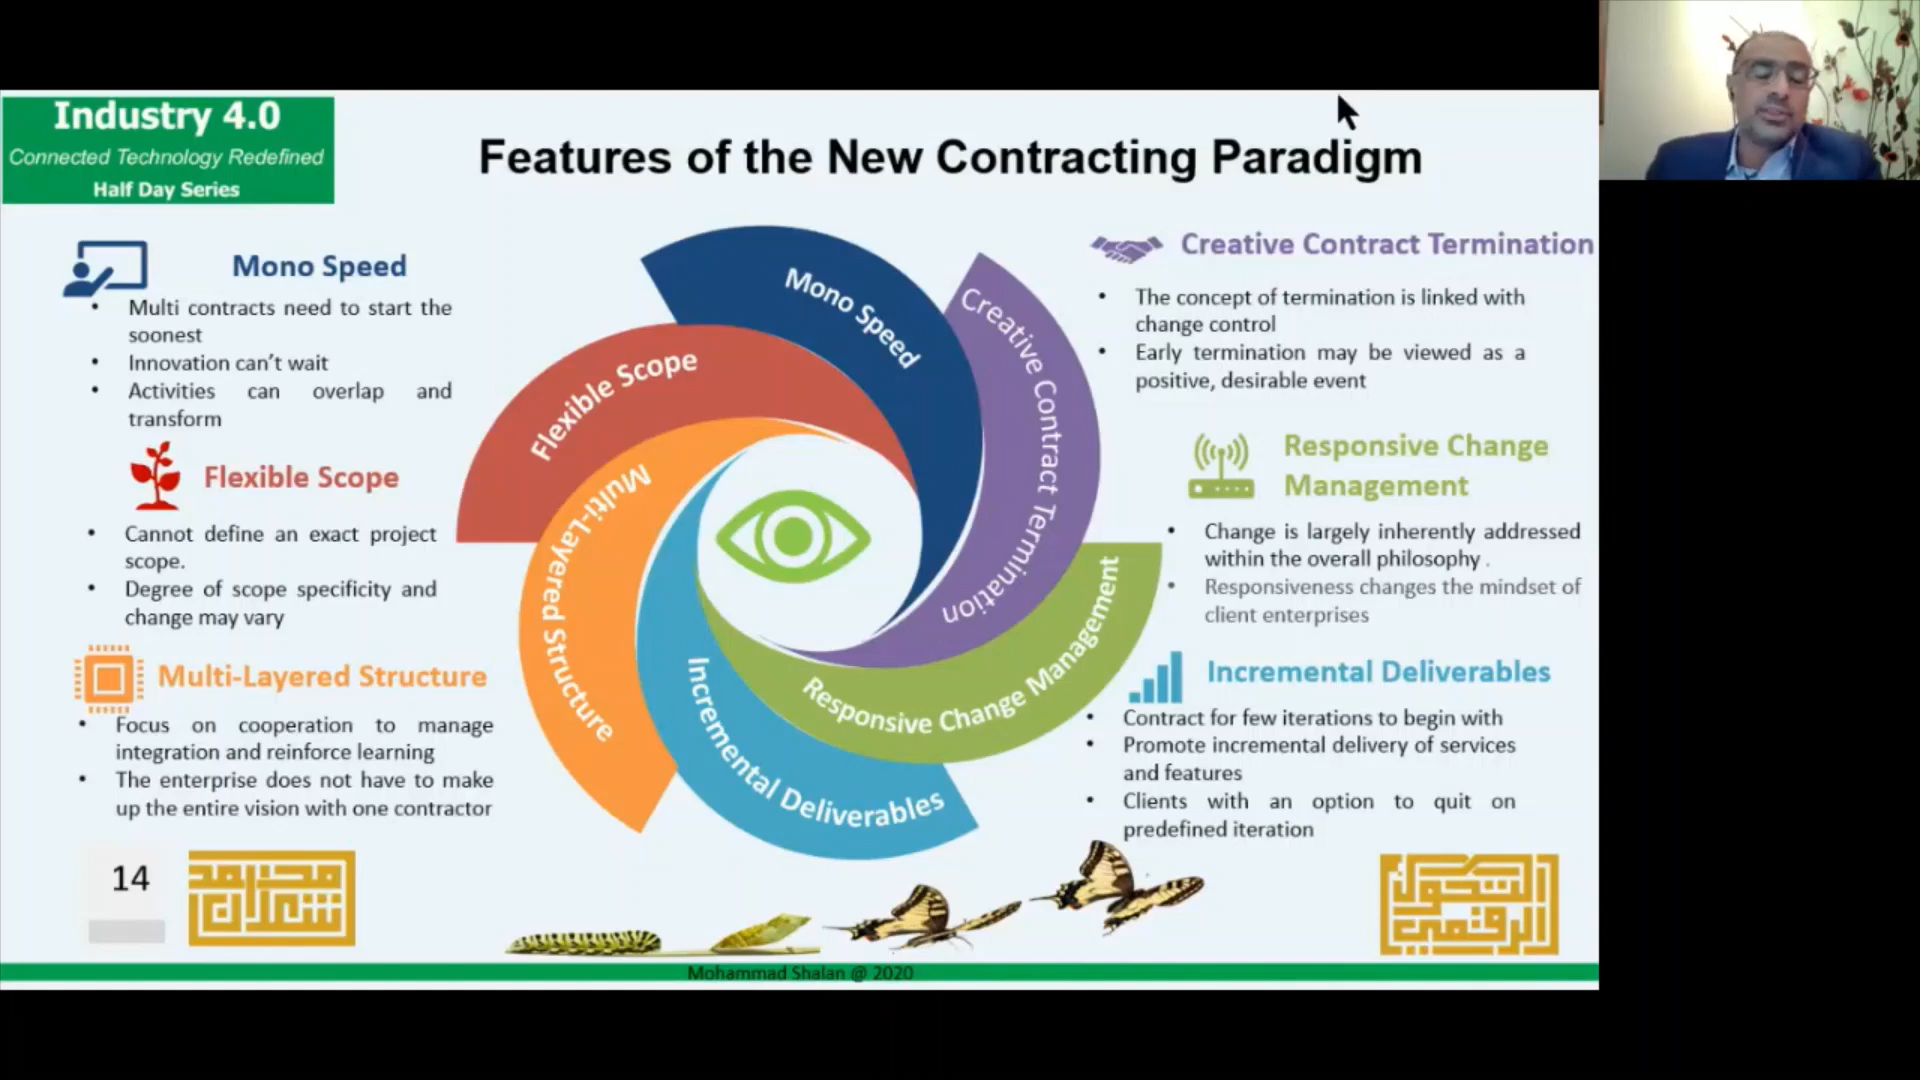 Industry 4.0
Connected Technology Redefined
Half Day Series
Features of the New Contracting Paradigm
Mono Speed
• Multi contracts need to start the
soonest
• Innovation can't wait
• Activities can overlap and
transform
Flexible Scope
• Cannot define an exact project
scope.
• Degree of scope specificity and
change may vary
Multi-Layered Structure
• Focus on cooperation to manage
integration and reinforce learning
• The enterprise does not have to make
up the entire vision with one contractor
Mono Speed
Creative Contract Termination
Flexible Scope
Multi-Layered Structure
Incremental Deliverables
Responsive Change Management
Creative Contract Termination
• The concept of termination is linked with
change control
• Early termination may be viewed as a
positive, desirable event
Responsive Change
Management
• Change is largely inherently addressed
within the overall philosophy .
• Responsiveness changes the mindset of
client enterprises
Incremental Deliverables
• Contract for few iterations to begin with
• Promote incremental delivery of services
and features
• Clients with an option to quit on
predefined iteration
14
محمد
شعلان
التحول
الرقمي
Mohammad Shalan @ 2020